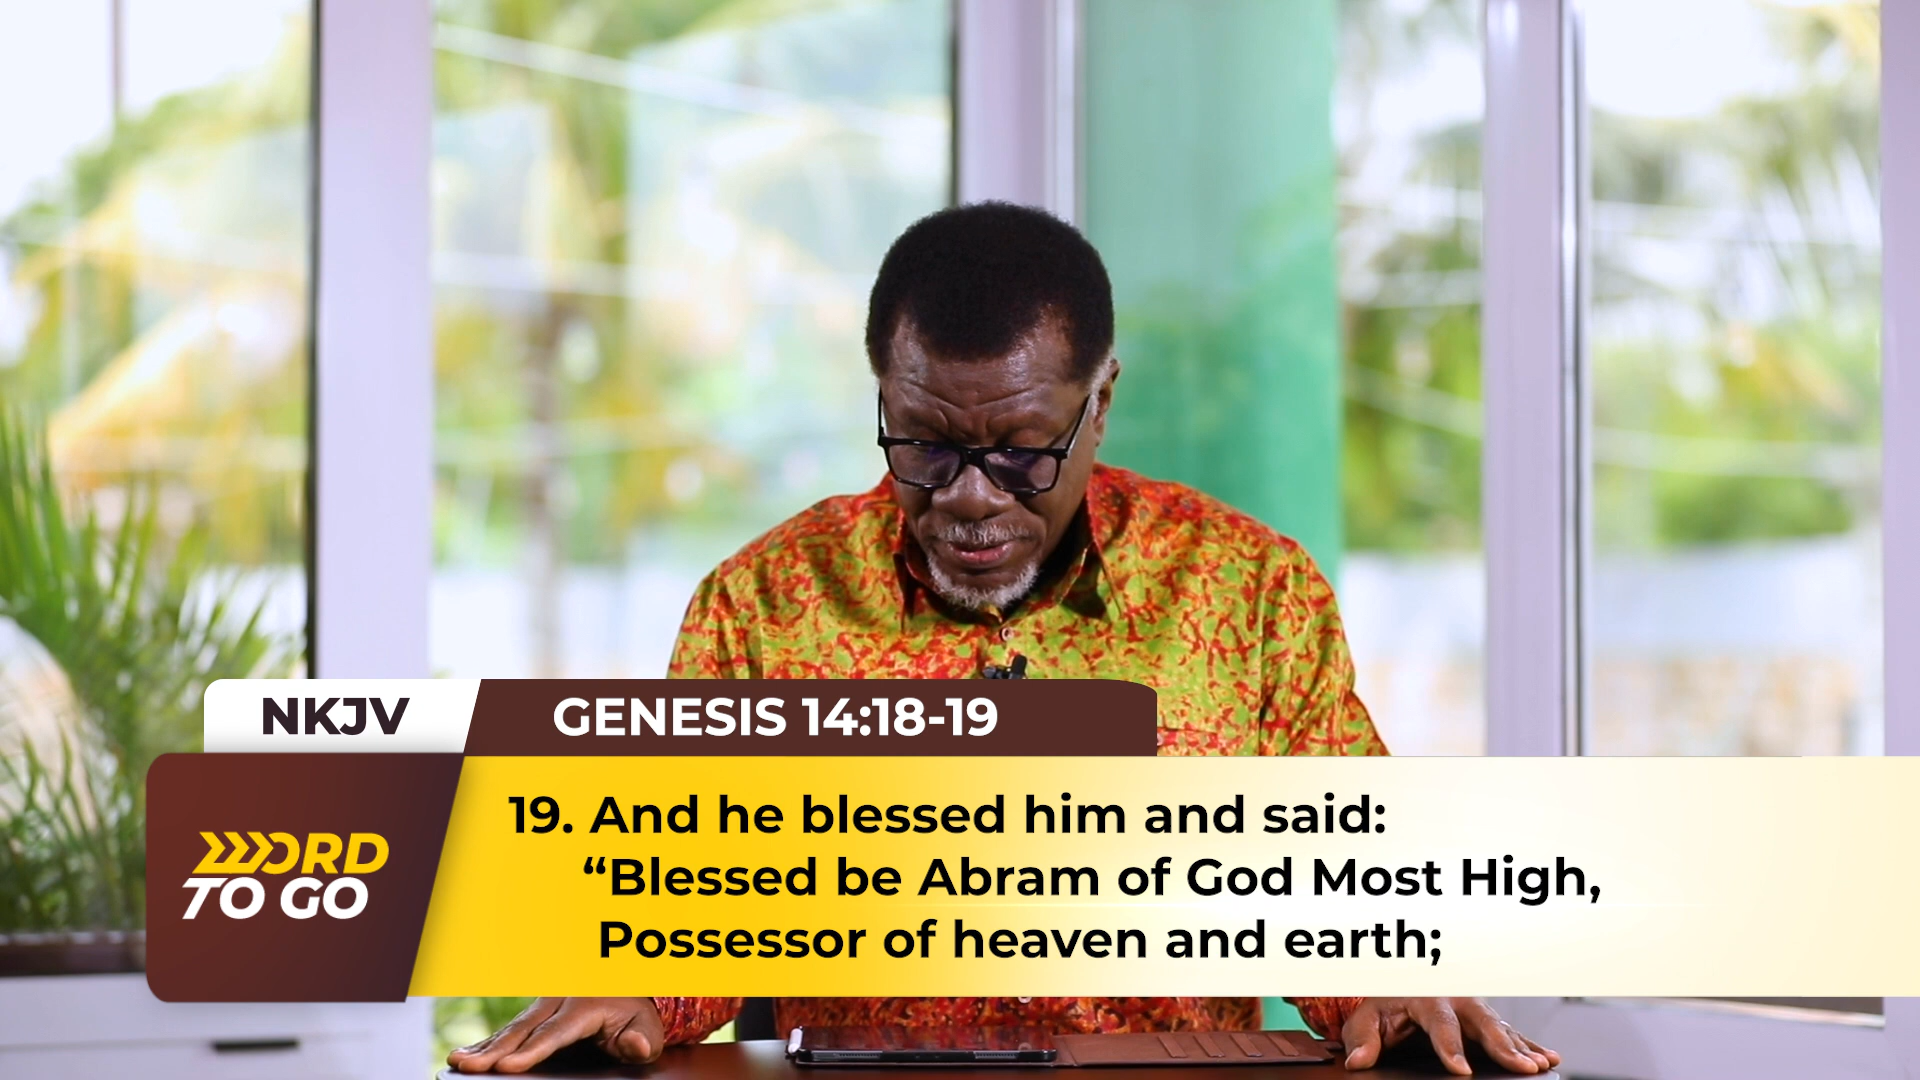 NKJV
GENESIS 14:18-19
WORD
TO GO
19. And he blessed him and said:
“Blessed be Abram of God Most High,
Possessor of heaven and earth;